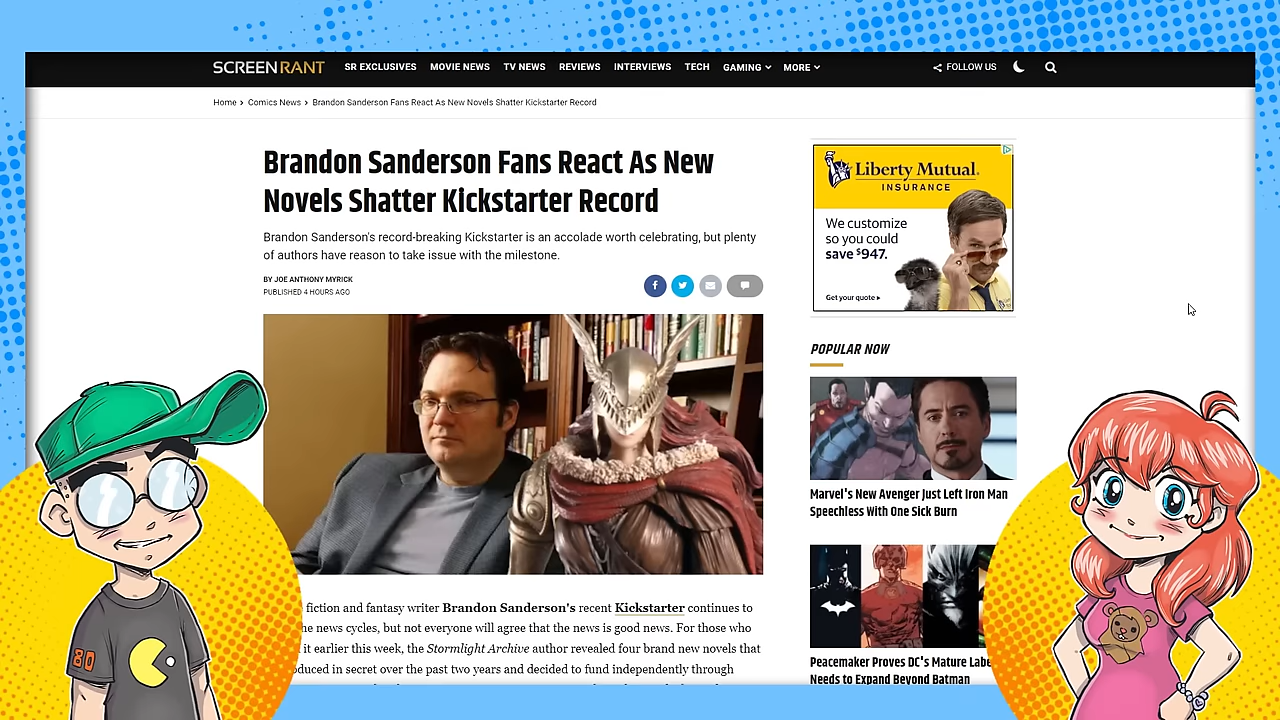 SCREENRANT
SR EXCLUSIVES MOVIE NEWS TV NEWS REVIEWS INTERVIEWS TECH GAMING MORE FOLLOW US
Home > Comics News > Brandon Sanderson Fans React As New Novels Shatter Kickstarter Record
Brandon Sanderson Fans React As New
Novels Shatter Kickstarter Record
Brandon Sanderson's record-breaking Kickstarter is an accolade worth celebrating, but plenty
of authors have reason to take issue with the milestone.
BY JOE ANTHONY MYRICK
PUBLISHED 4 HOURS AGO
fiction and fantasy writer Brandon Sanderson's recent Kickstarter continues to
news cycles, but not everyone will agree that the news is good news. For those who
it earlier this week, the Stormlight Archive author revealed four brand new novels that
in secret over the past two years and decided to fund independently through
Liberty Mutual.
INSURANCE
We customize
so you could
save $947.
Get your quote
POPULAR NOW
Marvel's New Avenger Just Left Iron Man
Speechless With One Sick Burn
Peacemaker Proves DC's Mature
Needs to Expand Beyond Batman
80